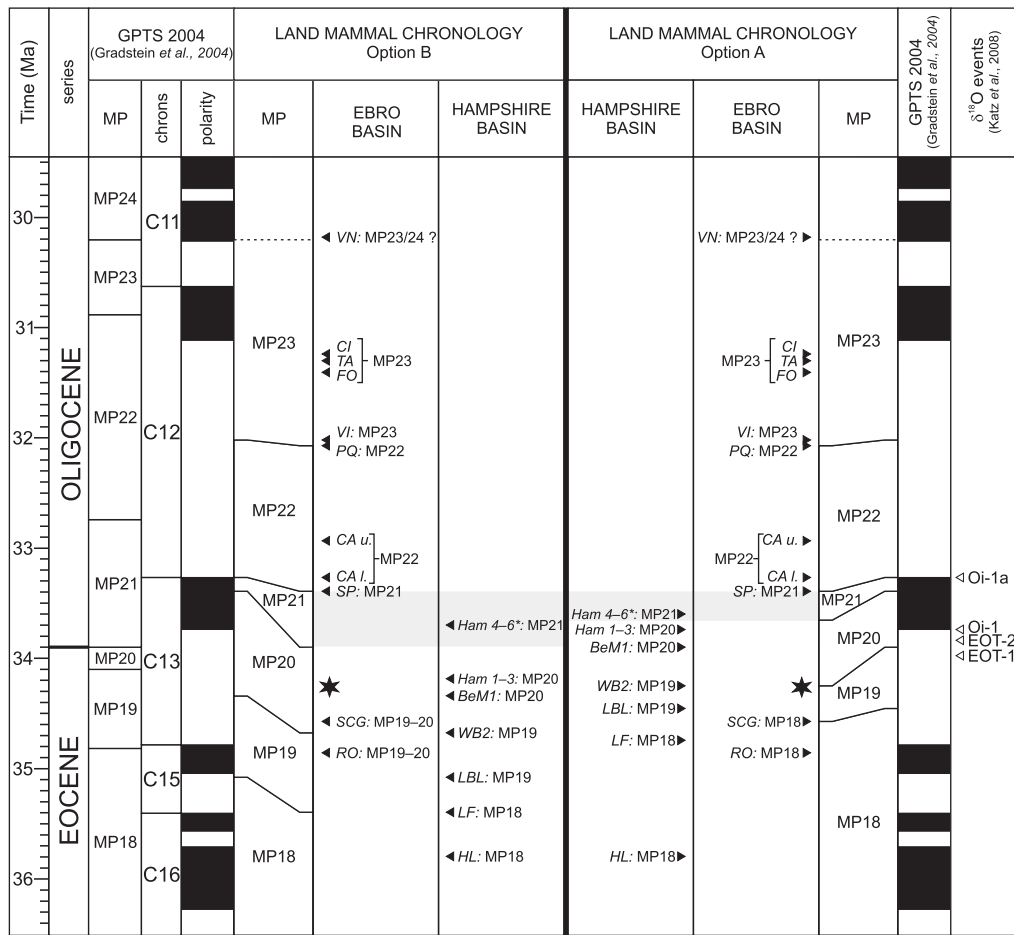 Time (Ma)
series
GPTS 2004
(Gradstein et al., 2004)
LAND MAMMAL CHRONOLOGY
Option B
LAND MAMMAL CHRONOLOGY
Option A
GPTS 2004
(Gradstein et al., 2004)
δ18O events
(Katz et al., 2008)
MP
chrons
polarity
MP
EBRO
BASIN
HAMPSHIRE
BASIN
HAMPSHIRE
BASIN
EBRO
BASIN
MP
30
31
32
33
34
35
36
OLIGOCENE
EOCENE
MP24
MP23
MP22
MP21
MP20
MP19
MP18
C11
C12
C13
C15
C16
MP23
MP22
MP21
MP20
MP19
MP18
VN: MP23/24 ?
CI
TA
FO
MP23
VI: MP23
PQ: MP22
CA u.
CA l.
MP22
SP: MP21
SCG: MP19–20
RO: MP19–20
Ham 4–6*: MP21
Ham 1–3: MP20
BeM1: MP20
WB2: MP19
LBL: MP19
LF: MP18
HL: MP18
Ham 4–6*: MP21
Ham 1–3: MP20
BeM1: MP20
WB2: MP19
LBL: MP19
LF: MP18
HL: MP18
VN: MP23/24 ?
CI
TA
FO
MP23
VI: MP23
PQ: MP22
CA u.
CA l.
MP22
SP: MP21
SCG: MP18
RO: MP18
MP23
MP22
MP21
MP20
MP19
MP18
Oi-1a
Oi-1
EOT-2
EOT-1